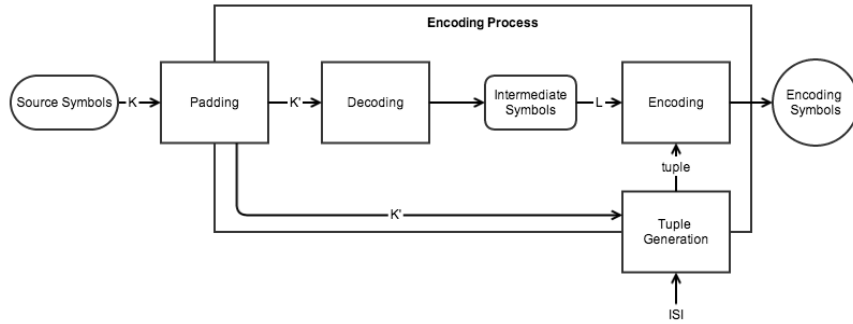 Encoding Process
Source Symbols
K
Padding
K'
Decoding
Intermediate
Symbols
L
Encoding
Encoding
Symbols
tuple
K'
Tuple
Generation
ISI